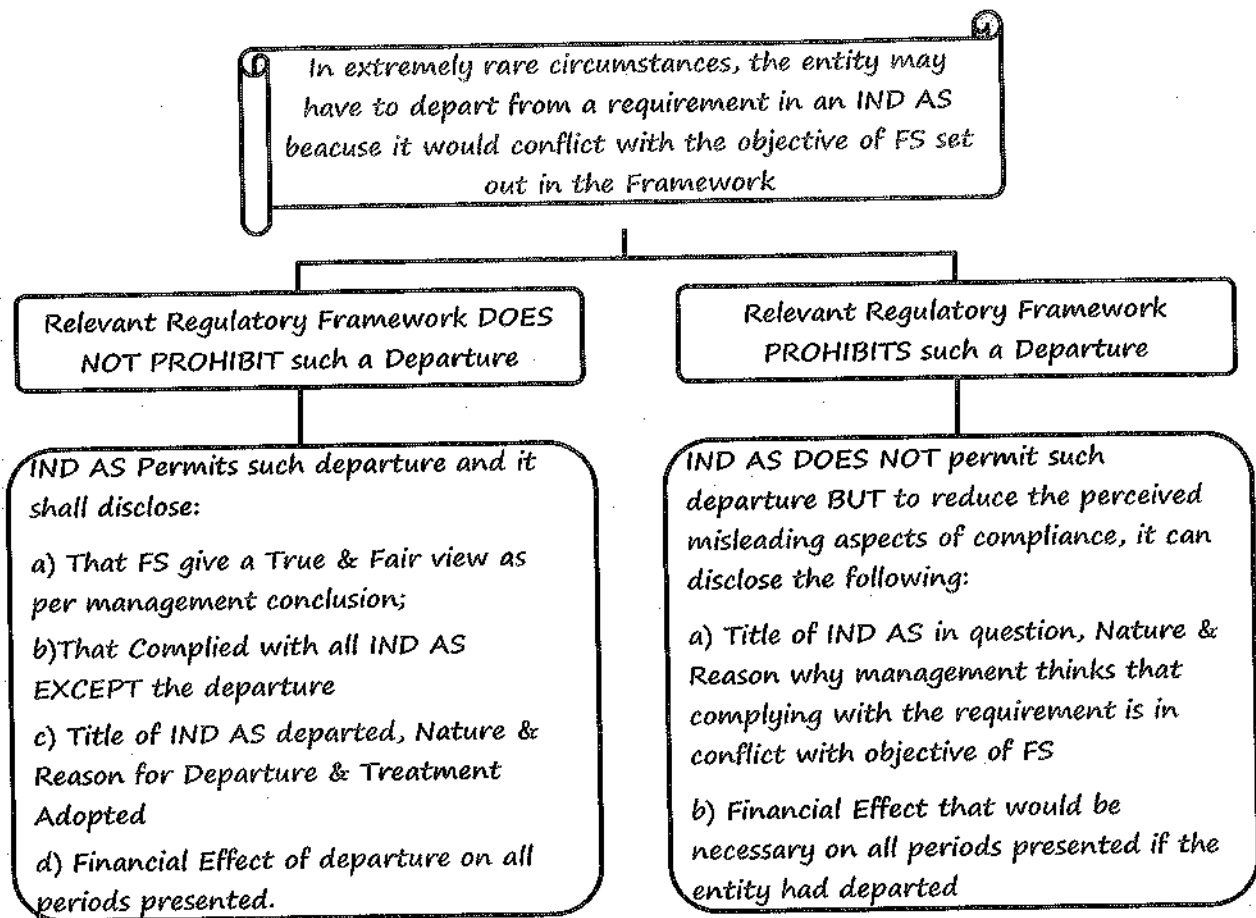 In extremely rare circumstances, the entity may
have to depart from a requirement in an IND AS
beacuse it would conflict with the objective of FS set
out in the Framework
Relevant Regulatory Framework DOES
NOT PROHIBIT such a Departure
Relevant Regulatory Framework
PROHIBITS such a Departure
IND AS Permits such departure and it
shall disclose:
a) That FS give a True & Fair view as
per management conclusion;
b)That Complied with all IND AS
EXCEPT the departure
c) Title of IND AS departed, Nature &
Reason for Departure & Treatment
Adopted
d) Financial Effect of departure on all
periods presented.
IND AS DOES NOT permit such
departure BUT to reduce the perceived
misleading aspects of compliance, it can
disclose the following:
a) Title of IND AS in question, Nature &
Reason why management thinks that
complying with the requirement is in
conflict with objective of FS
b) Financial Effect that would be
necessary on all periods presented if the
entity had departed